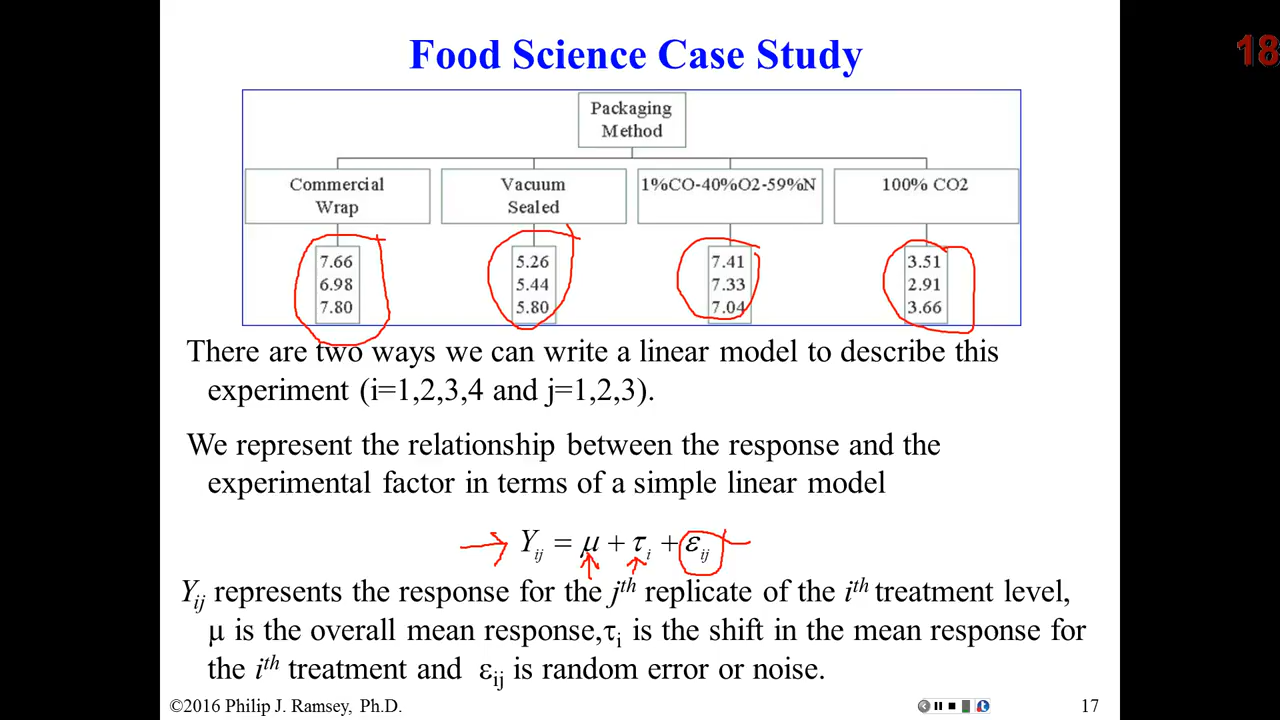 Food Science Case Study
18
Packaging
Method
Commercial
Wrap
Vacuum
Sealed
1%CO-40%O2-59%N
100% CO2
7.66
6.98
7.80
5.26
5.44
5.80
7.41
7.33
7.04
3.51
2.91
3.66
There are two ways we can write a linear model to describe this
experiment (i=1,2,3,4 and j=1,2,3).
We represent the relationship between the response and the
experimental factor in terms of a simple linear model
Yij = μ + τi + εij
Yij represents the response for the jth replicate of the ith treatment level,
μ is the overall mean response,τi is the shift in the mean response for
the ith treatment and εij is random error or noise.
©2016 Philip J. Ramsey, Ph.D.
17